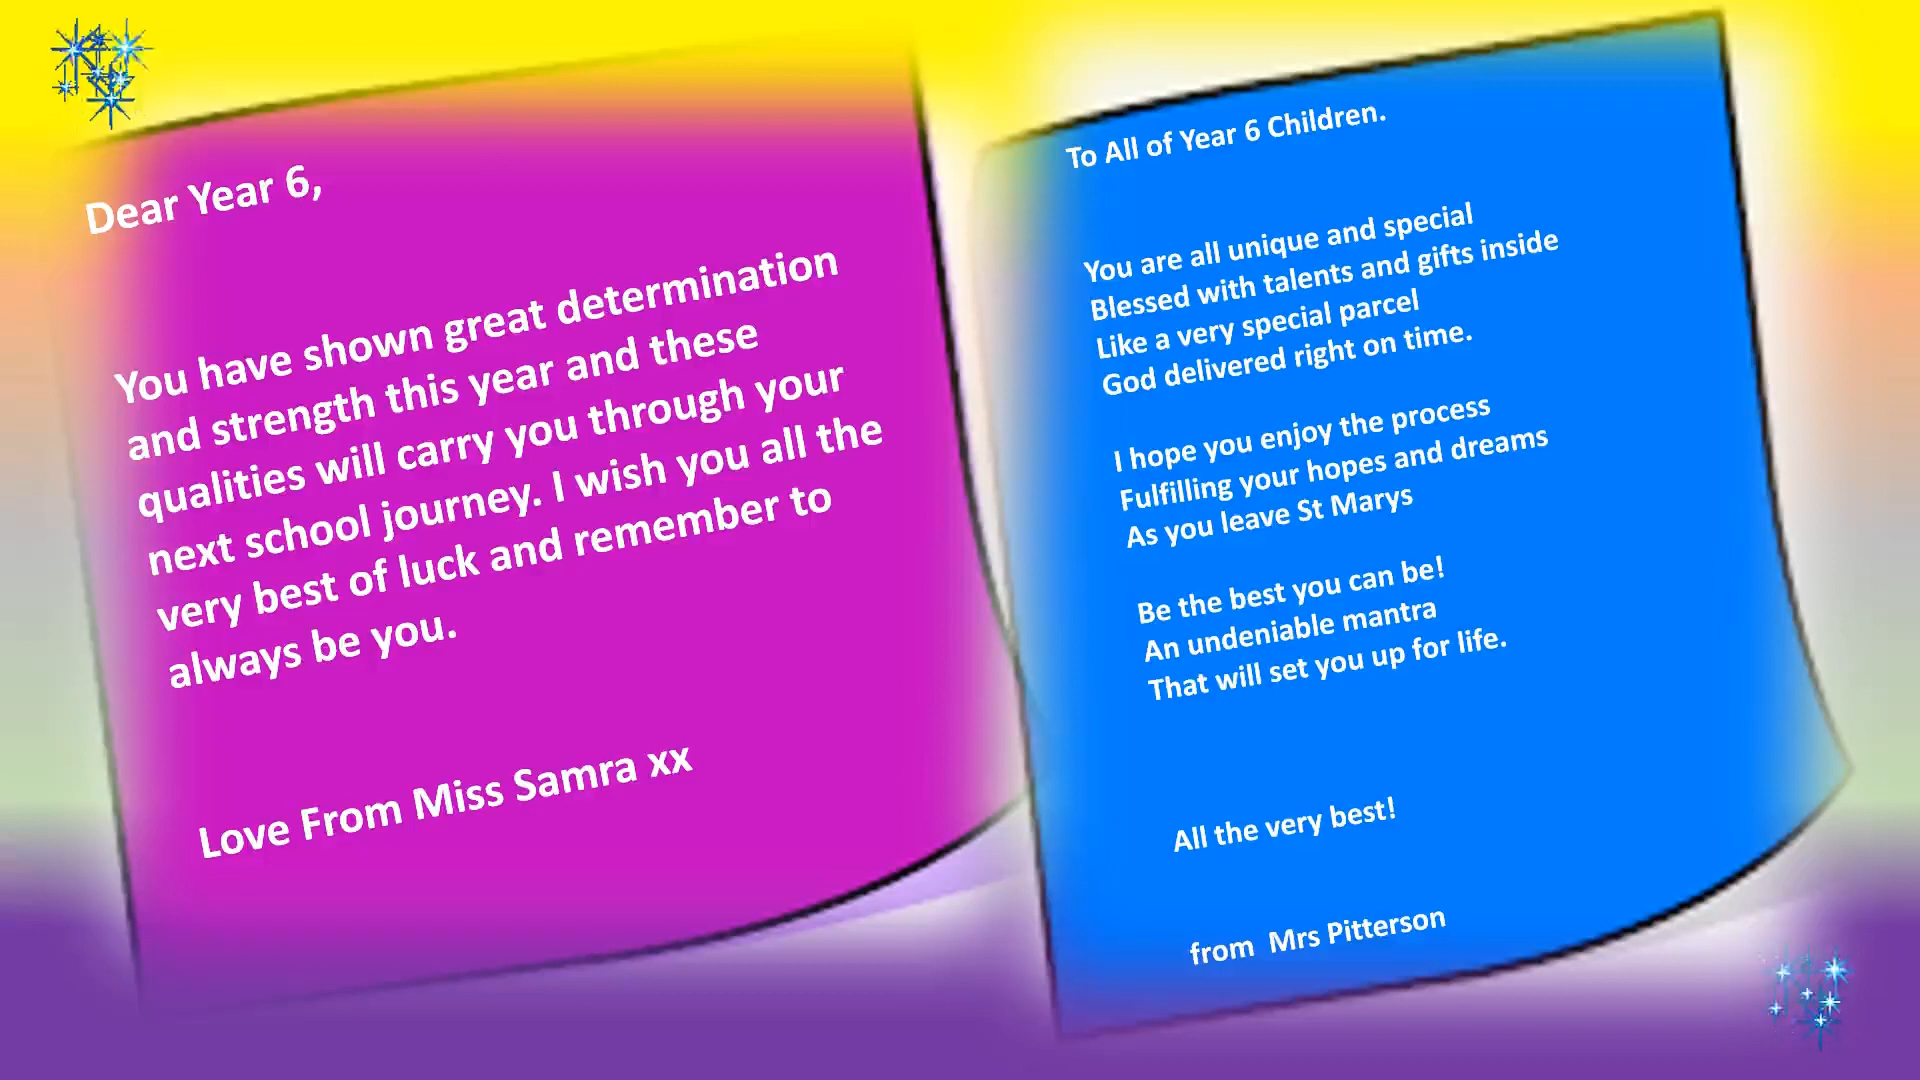 Dear Year 6,
You have shown great determination
and strength this year and these
qualities will carry you through your
next school journey. I wish you all the
very best of luck and remember to
always be you.
Love From Miss Samra xx
To All of Year 6 Children.
You are all unique and special
Blessed with talents and gifts inside
Like a very special parcel
God delivered right on time.
I hope you enjoy the process
Fulfilling your hopes and dreams
As you leave St Marys
Be the best you can be!
An undeniable mantra
That will set you up for life.
All the very best!
from  Mrs Pitterson